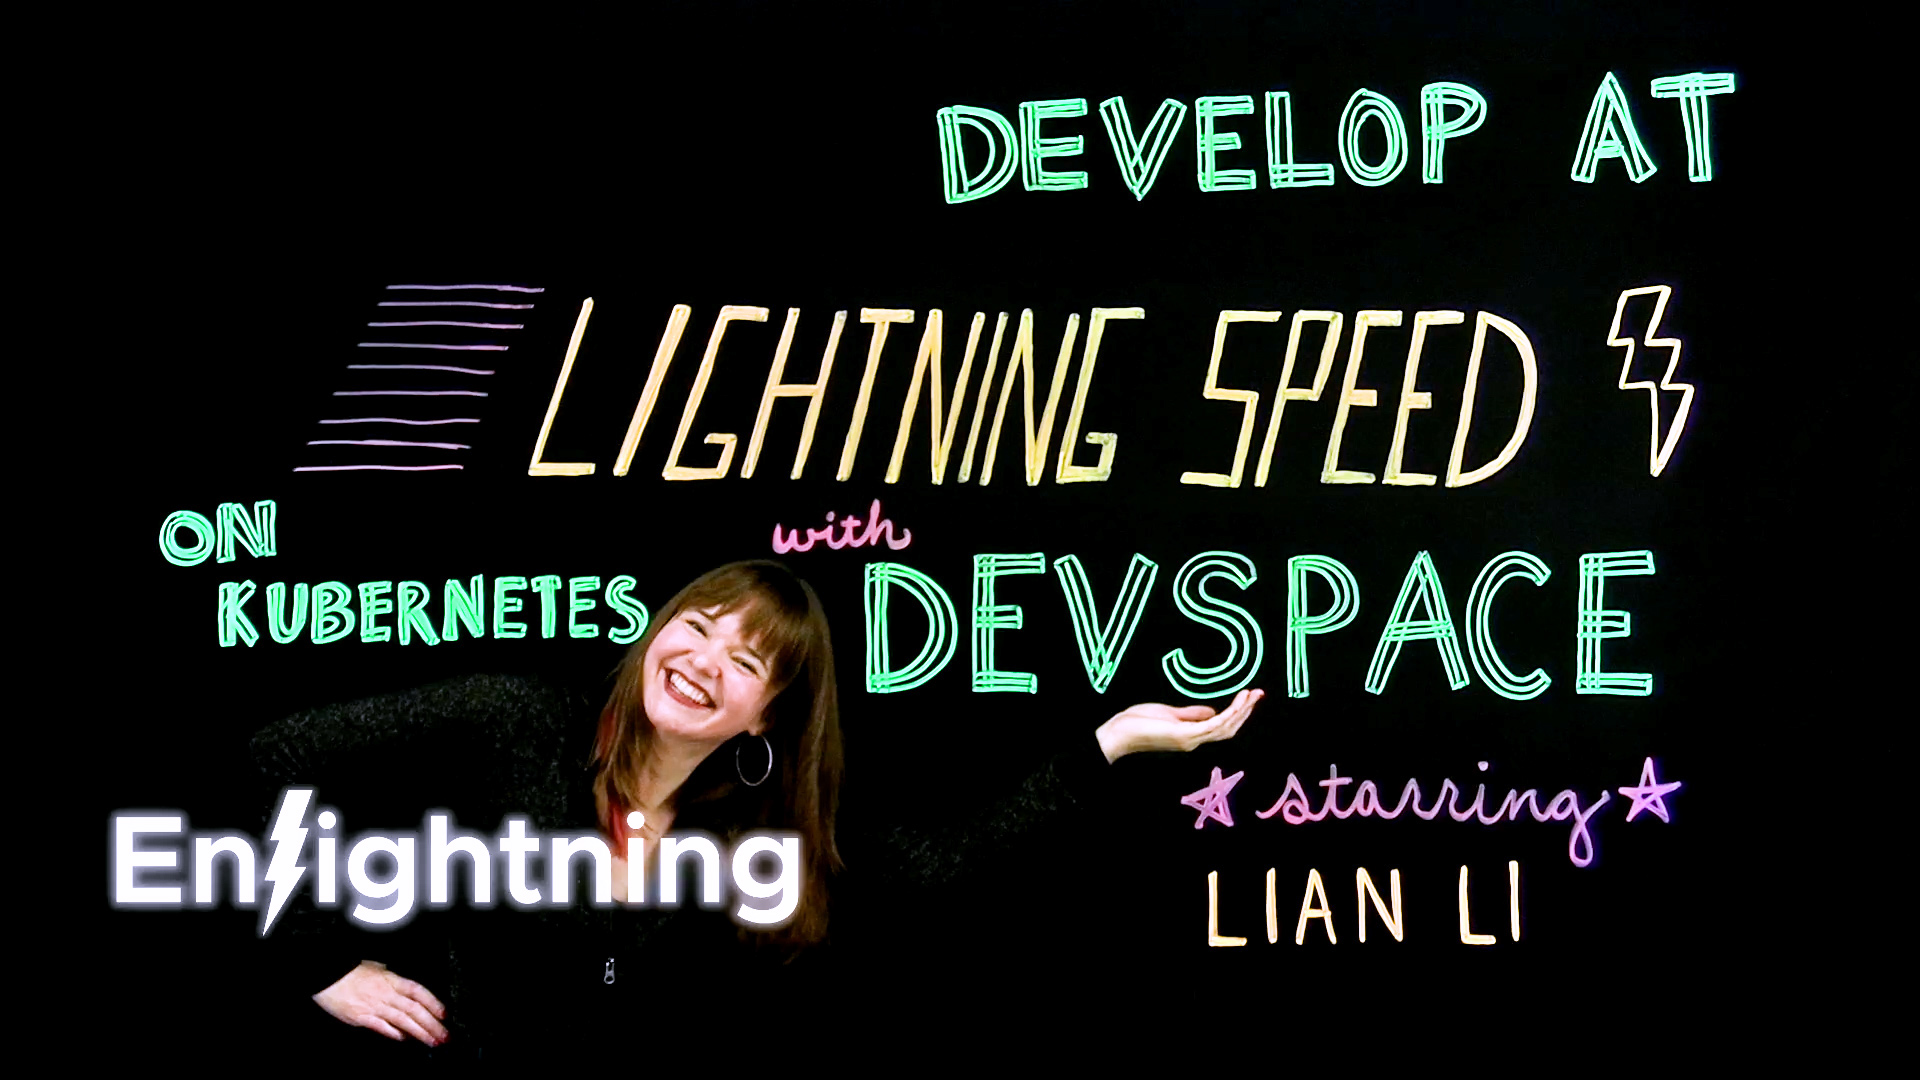 DEVELOP AT
LIGHTNING SPEED
ON
KUBERNETES
with
DEVSPACE
starring
LIAN LI
Enlightning